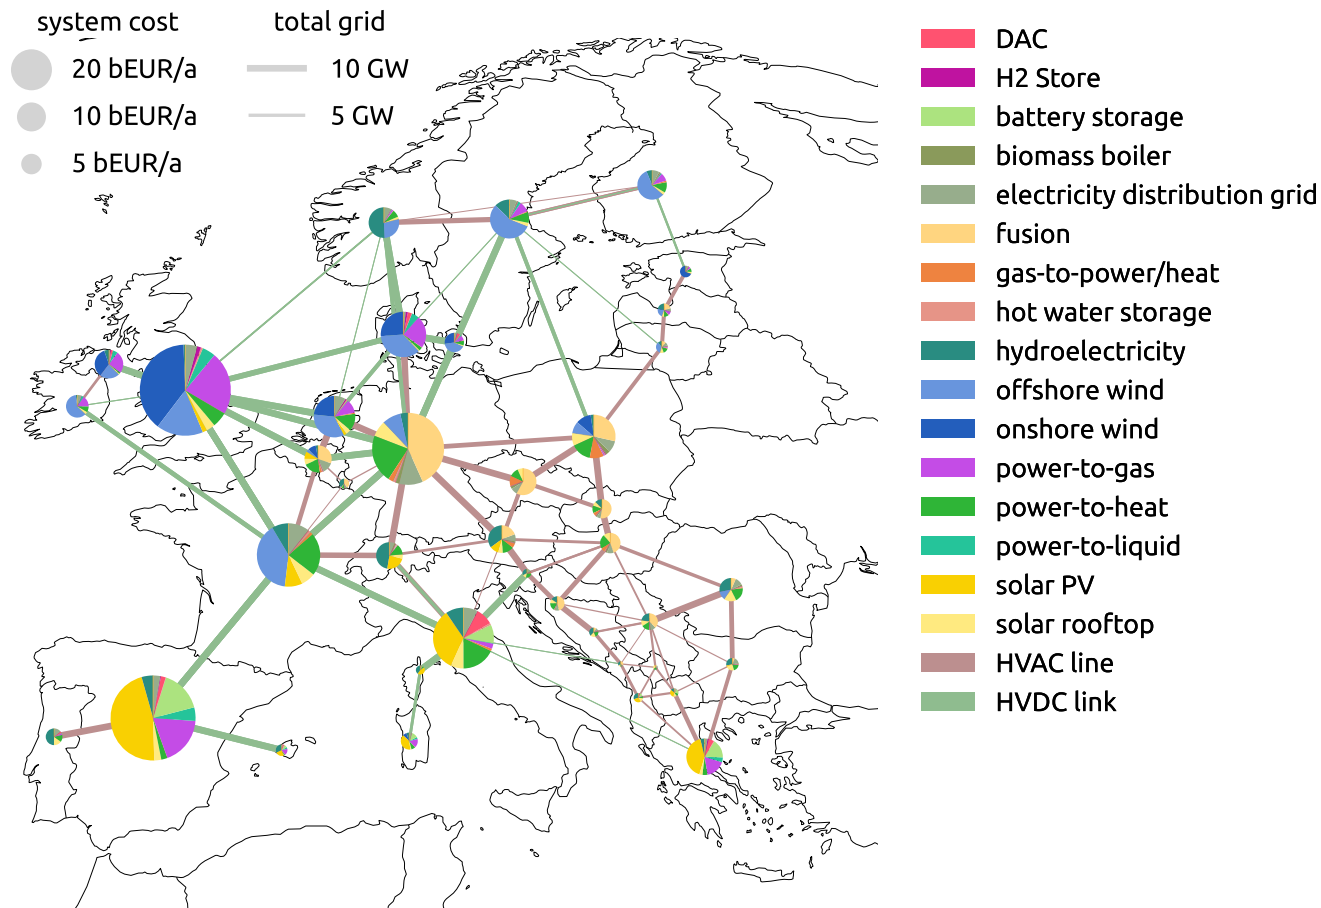 system cost
20 bEUR/a
10 bEUR/a
5 bEUR/a
total grid
10 GW
5 GW
DAC
H2 Store
battery storage
biomass boiler
electricity distribution grid
fusion
gas-to-power/heat
hot water storage
hydroelectricity
offshore wind
onshore wind
power-to-gas
power-to-heat
power-to-liquid
solar PV
solar rooftop
HVAC line
HVDC link